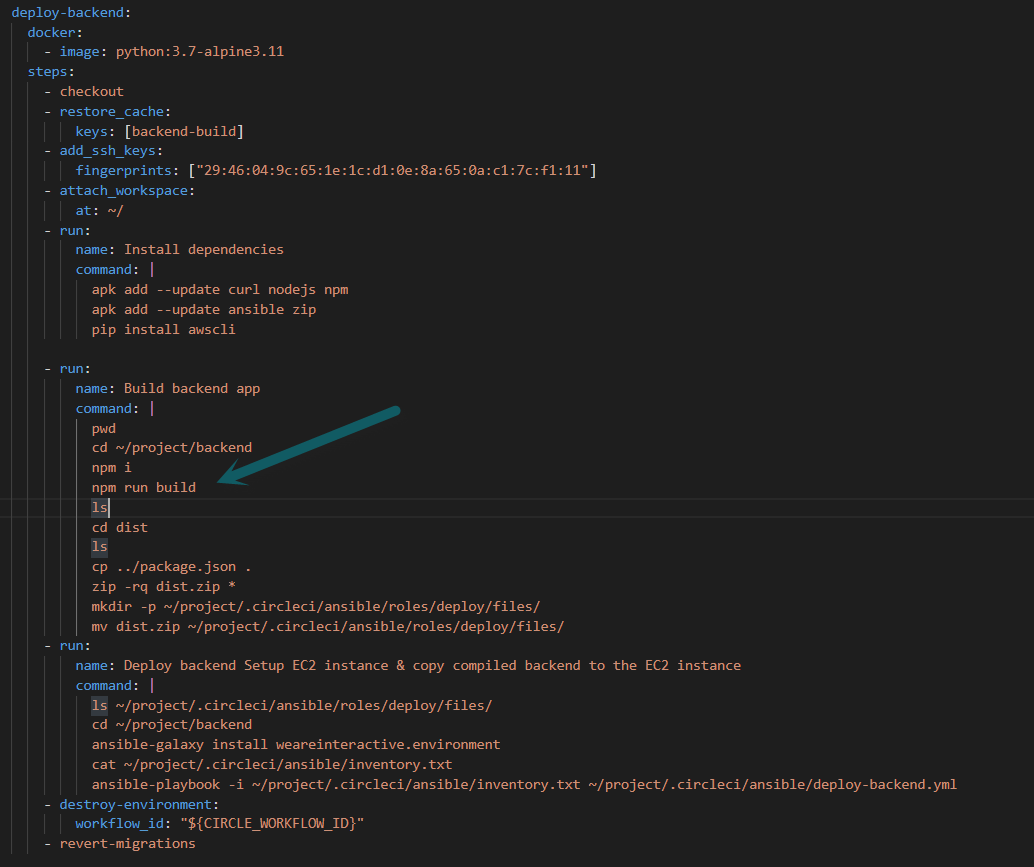 deploy-backend:
  docker:
    - image: python:3.7-alpine3.11
  steps:
    - checkout
    - restore_cache:
        keys: [backend-build]
    - add_ssh_keys:
        fingerprints: ["29:46:04:9c:65:1e:1c:d1:0e:8a:65:0a:c1:7c:f1:11"]
    - attach_workspace:
        at: ~/
    - run:
        name: Install dependencies
        command: |
          apk add --update curl nodejs npm
          apk add --update ansible zip
          pip install awscli

    - run:
        name: Build backend app
        command: |
          pwd
          cd ~/project/backend
          npm i
          npm run build
          ls
          cd dist
          ls
          cp ../package.json .
          zip -rq dist.zip *
          mkdir -p ~/project/.circleci/ansible/roles/deploy/files/
          mv dist.zip ~/project/.circleci/ansible/roles/deploy/files/
    - run:
        name: Deploy backend Setup EC2 instance & copy compiled backend to the EC2 instance
        command: |
          ls ~/project/.circleci/ansible/roles/deploy/files/
          cd ~/project/backend
          ansible-galaxy install weareinteractive.environment
          cat ~/project/.circleci/ansible/inventory.txt
          ansible-playbook -i ~/project/.circleci/ansible/inventory.txt ~/project/.circleci/ansible/deploy-backend.yml
    - destroy-environment:
        workflow_id: "${CIRCLE_WORKFLOW_ID}"
    - revert-migrations